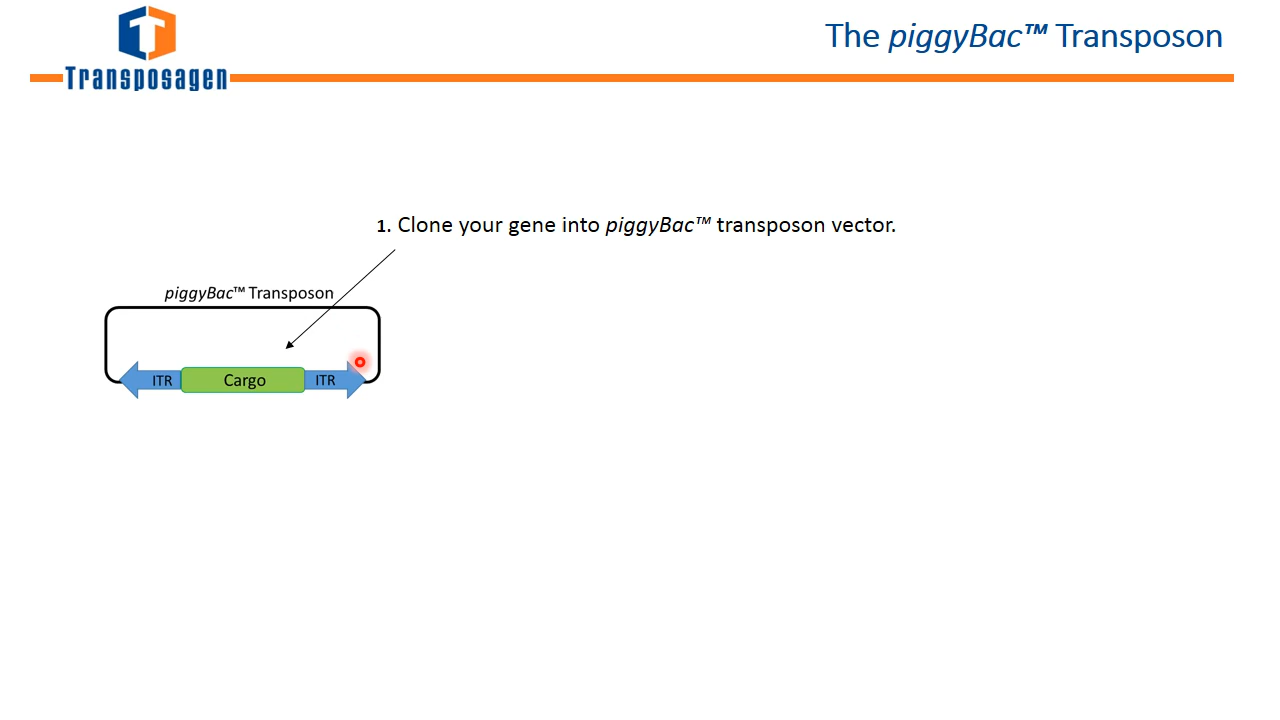 Transposagen
The piggyBac™ Transposon
1. Clone your gene into piggyBac™ transposon vector.
piggyBac™ Transposon
ITR
Cargo
ITR